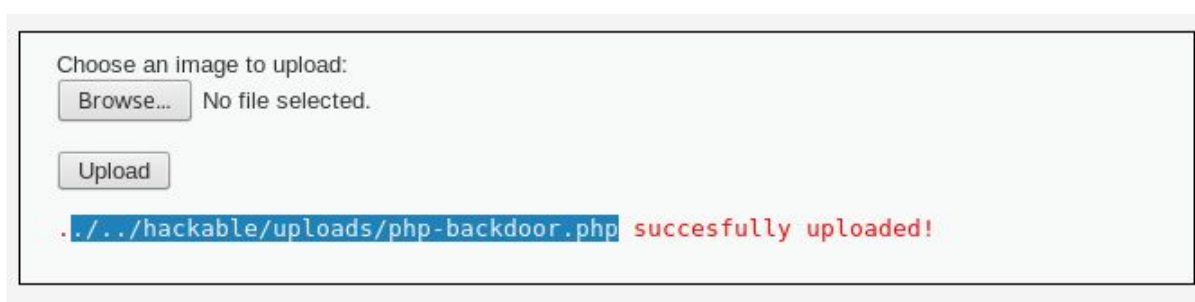 Choose an image to upload:
Browse... No file selected.
Upload
../../hackable/uploads/php-backdoor.php succesfully uploaded!